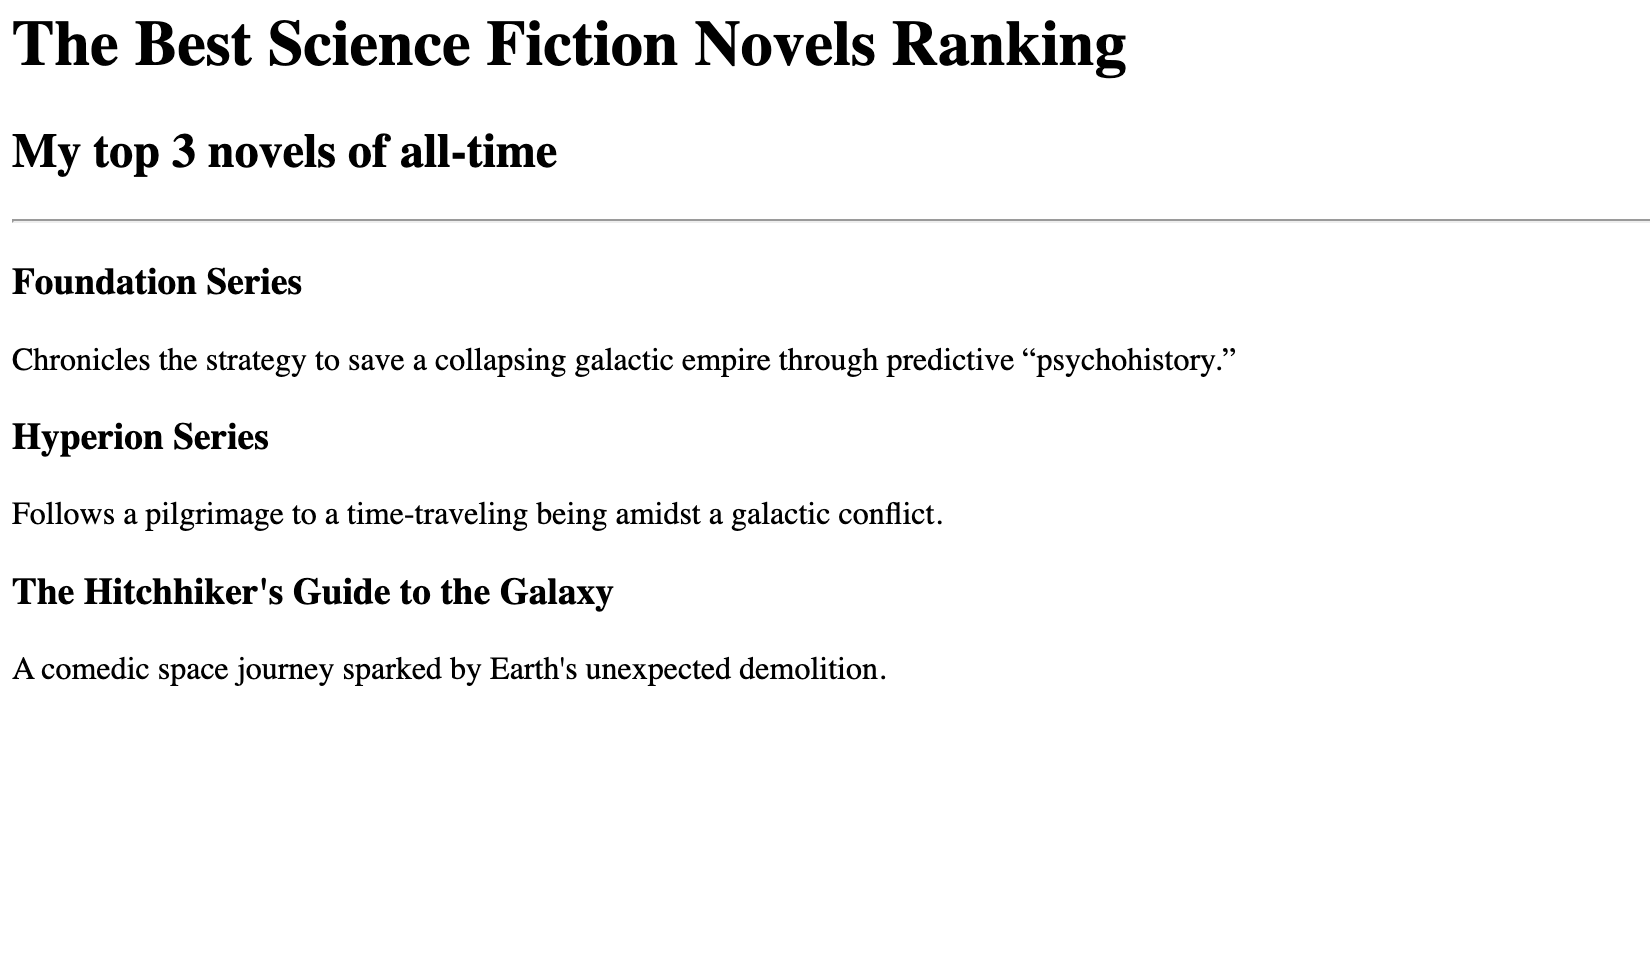 The Best Science Fiction Novels Ranking
My top 3 novels of all-time
Foundation Series
Chronicles the strategy to save a collapsing galactic empire through predictive “psychohistory.”
Hyperion Series
Follows a pilgrimage to a time-traveling being amidst a galactic conflict.
The Hitchhiker's Guide to the Galaxy
A comedic space journey sparked by Earth's unexpected demolition.